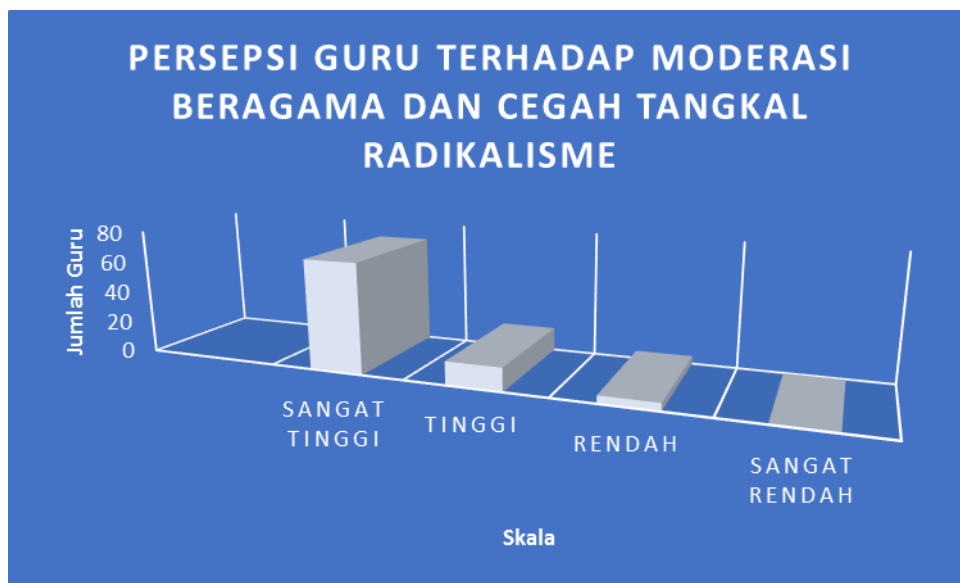 PERSEPSI GURU TERHADAP MODERASI
BERAGAMA DAN CEGAH TANGKAL
RADIKALISME
Jumlah Guru
80
60
40
20
0
SANGAT
TINGGI
TINGGI
RENDAH
SANGAT
RENDAH
Skala